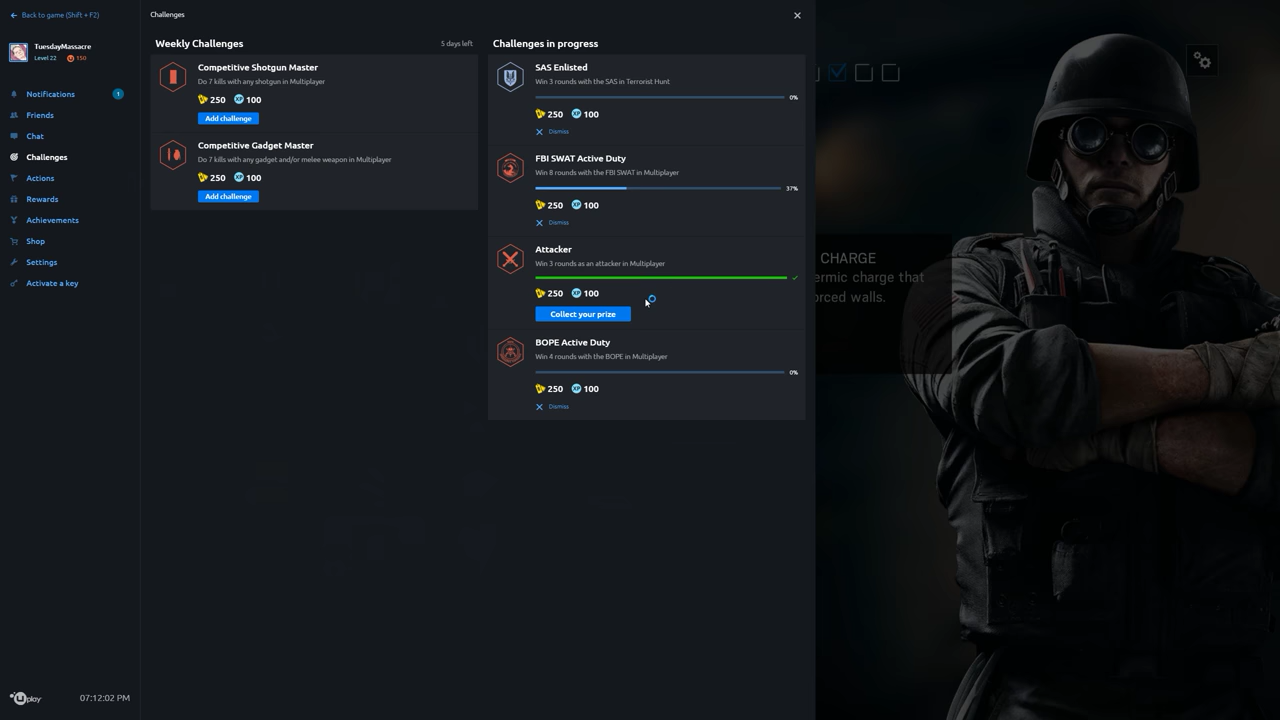 Back to game (Shift + F2)
TuesdayMassacre
Level 22 150
Notifications 1
Friends
Chat
Challenges
Actions
Rewards
Achievements
Shop
Settings
Activate a key
uplay
07:12:02 PM
Challenges
Weekly Challenges 5 days left
Competitive Shotgun Master
Do 7 kills with any shotgun in Multiplayer
250 XP 100
Add challenge
Competitive Gadget Master
Do 7 kills with any gadget and/or melee weapon in Multiplayer
250 XP 100
Add challenge
Challenges in progress
SAS Enlisted
Win 3 rounds with the SAS in Terrorist Hunt
0%
250 XP 100
Dismiss
FBI SWAT Active Duty
Win 8 rounds with the FBI SWAT in Multiplayer
37%
250 XP 100
Dismiss
Attacker
Win 3 rounds as an attacker in Multiplayer
250 XP 100
Collect your prize
BOPE Active Duty
Win 4 rounds with the BOPE in Multiplayer
0%
250 XP 100
Dismiss
CHARGE
ermic charge that
orced walls.